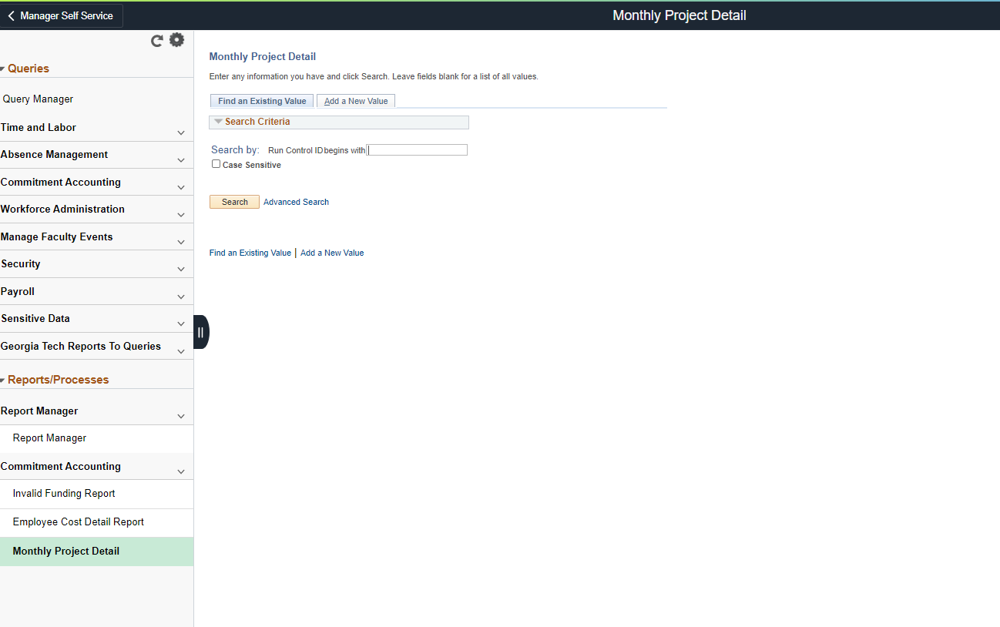 Manager Self Service
Monthly Project Detail
Queries
Query Manager
Time and Labor
Absence Management
Commitment Accounting
Workforce Administration
Manage Faculty Events
Security
Payroll
Sensitive Data
Georgia Tech Reports To Queries
Reports/Processes
Report Manager
Report Manager
Commitment Accounting
Invalid Funding Report
Employee Cost Detail Report
Monthly Project Detail
Monthly Project Detail
Enter any information you have and click Search. Leave fields blank for a list of all values.
Find an Existing Value Add a New Value
Search Criteria
Search by: Run Control ID begins with
Case Sensitive
Search Advanced Search
Find an Existing Value | Add a New Value